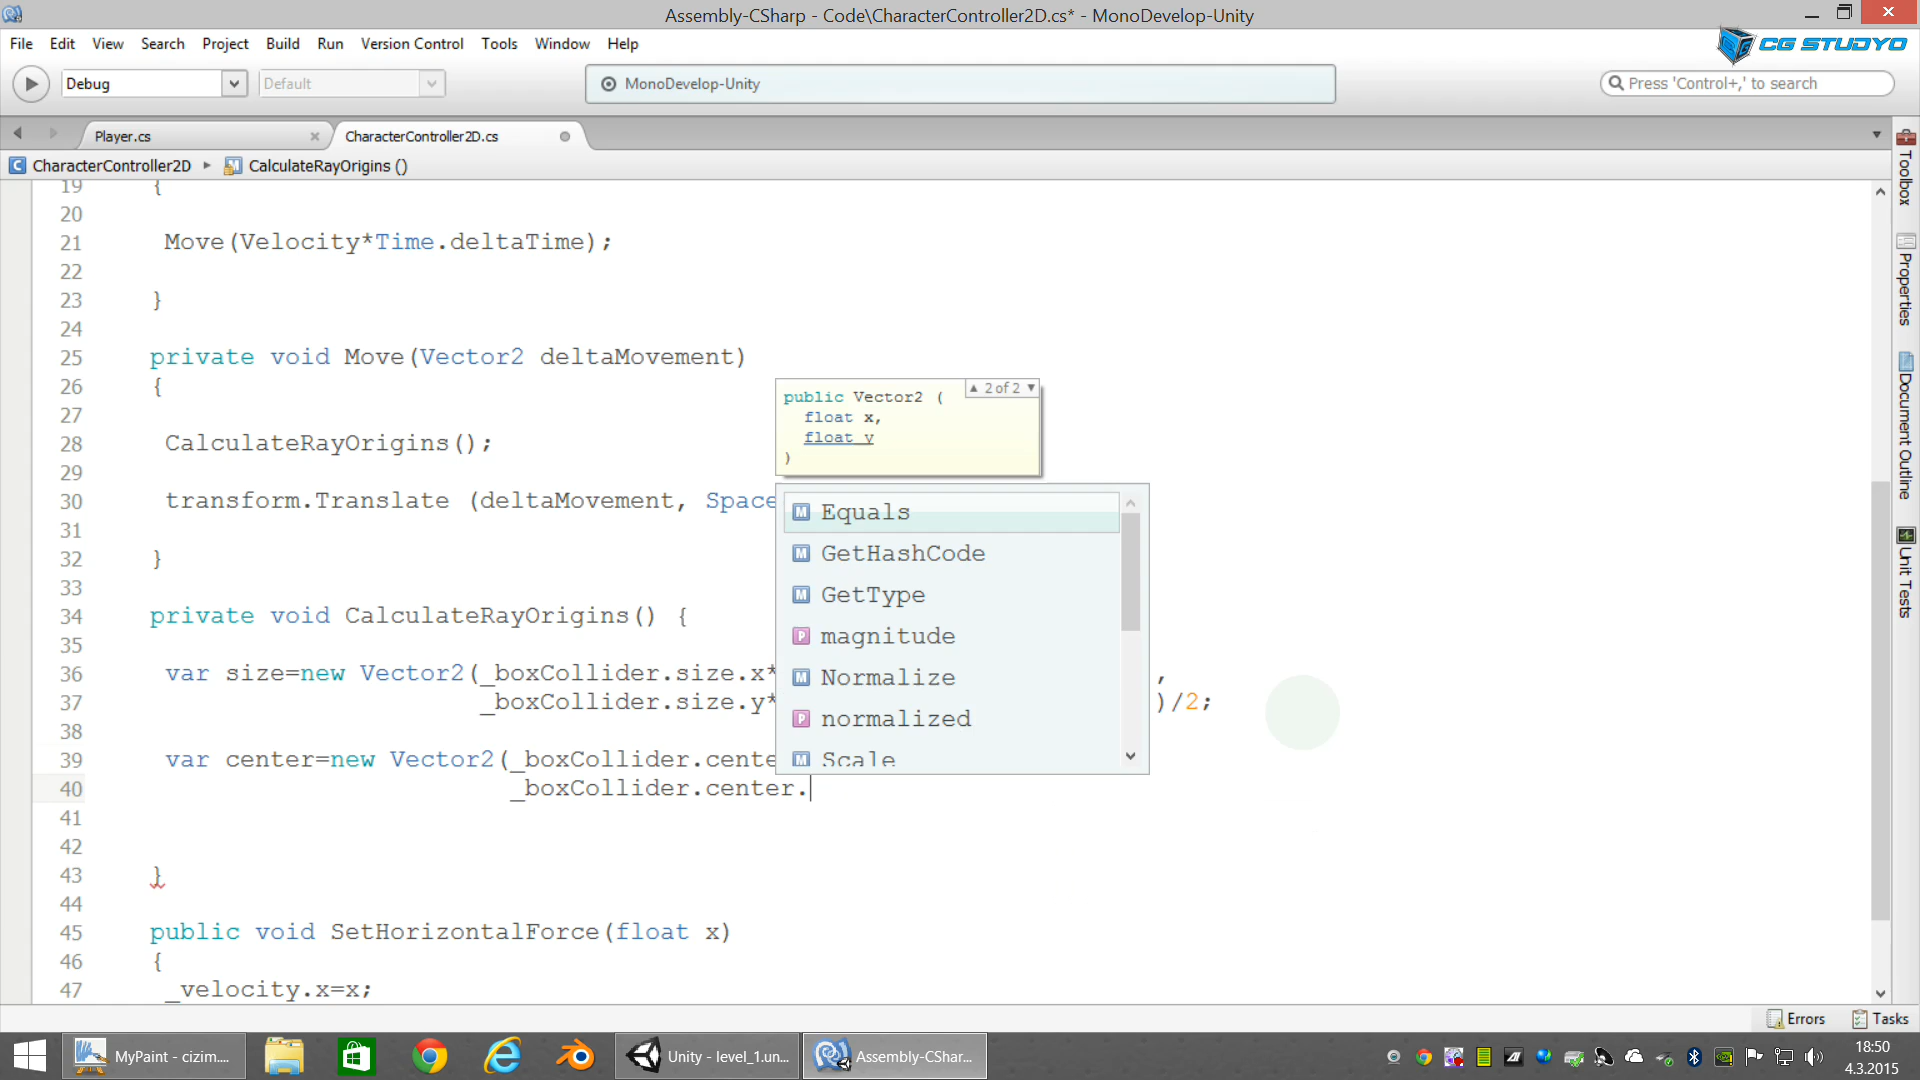 Assembly-CSharp - Code\CharacterController2D.cs* - MonoDevelop-Unity
File Edit View Search Project Build Run Version Control Tools Window Help
CG STUDYO
Debug Default MonoDevelop-Unity Press 'Control+,' to search
Player.cs CharacterController2D.cs
CharacterController2D CalculateRayOrigins ()
19 {
20
21 Move(Velocity*Time.deltaTime);
22
23 }
24
25 private void Move(Vector2 deltaMovement)
26 {
27
28 CalculateRayOrigins();
29
30 transform.Translate (deltaMovement, Space
31
32 }
33
34 private void CalculateRayOrigins() {
35
36 var size=new Vector2(_boxCollider.size.x* ,
37 _boxCollider.size.y* )/2;
38
39 var center=new Vector2(_boxCollider.cente
40 _boxCollider.center.
41
42
43 }
44
45 public void SetHorizontalForce(float x)
46 {
47 _velocity.x=x;
2 of 2
public Vector2 (
float x,
float y
)
Equals
GetHashCode
GetType
magnitude
Normalize
normalized
Scale
Toolbox
Properties
Document Outline
Unit Tests
Errors Tasks
MyPaint - cizim....
Unity - level_1.un...
Assembly-CShar...
18:50
4.3.2015